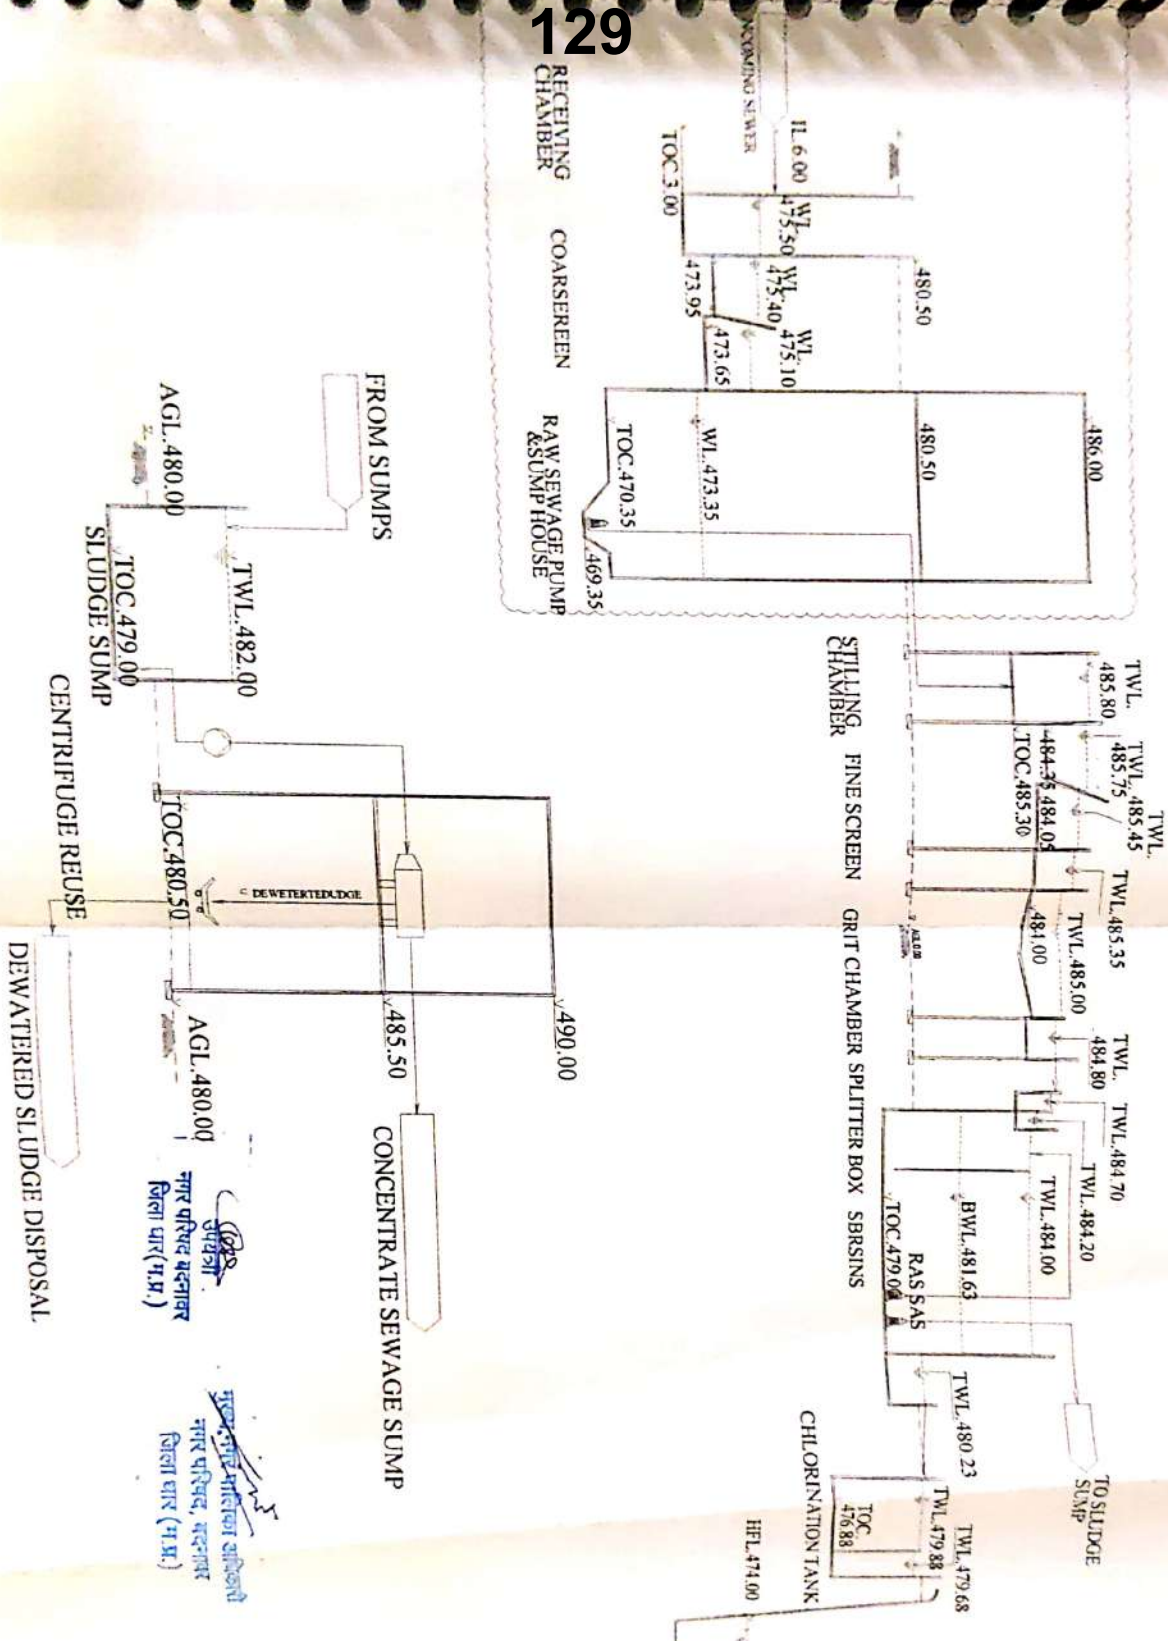 129
INCOMING SEWER
IL.6.00
TOC.3.00
WL.
475.50
WL.
475.40
WL.
475.10
473.95
473.65
480.50
RECEIVING
CHAMBER
COARSEREEN
RAW SEWAGE PUMP
&SUMP HOUSE
486.00
480.50
WL.473.35
TOC.470.35
469.35
TWL.
485.80
TWL.
485.75
TWL.
485.45
TWL.485.35
TWL.485.00
TWL.
484.80
TWL.484.70
TWL.484.20
TWL.484.00
484.35
484.05
TOC.485.30
484.00
STILLING
CHAMBER
FINE SCREEN
GRIT CHAMBER
SPLITTER BOX
SBRSINS
BWL.481.63
TOC.479.00
RAS SAS
TO SLUDGE
SUMP
TWL.480.23
TWL.479.88
TWL.479.68
TOC.
476.88
CHLORINATION TANK
HFL.474.00
FROM SUMPS
AGL.480.00
TWL.482.00
TOC.479.00
SLUDGE SUMP
490.00
485.50
DEWETERTEDUDGE
TOC.480.50
AGL.480.00
CENTRIFUGE REUSE
CONCENTRATE SEWAGE SUMP
DEWATERED SLUDGE DISPOSAL
उपयंत्री
नगर परिषद बदनावर
जिला धार(म.प्र.)
मुख्य नगर पालिका अधिकारी
नगर परिषद, बदनावर
जिला धार (म.प्र.)